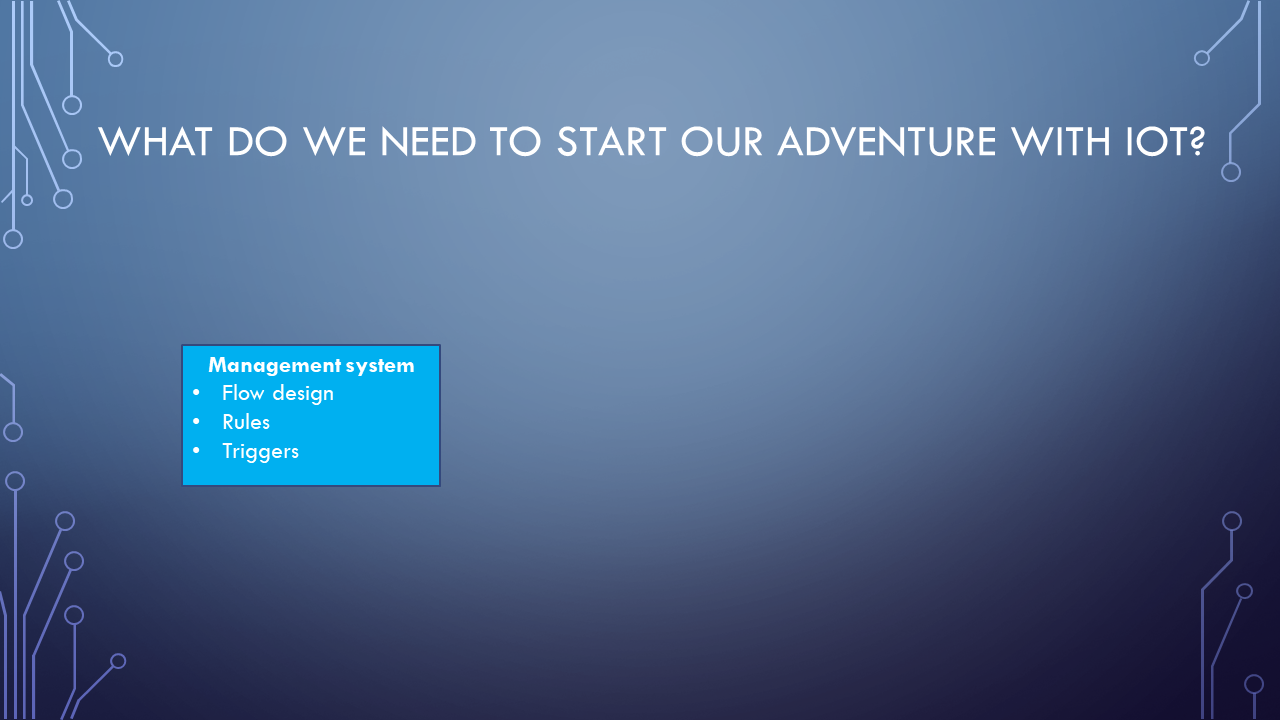 WHAT DO WE NEED TO START OUR ADVENTURE WITH IOT?
Management system
• Flow design
• Rules
• Triggers